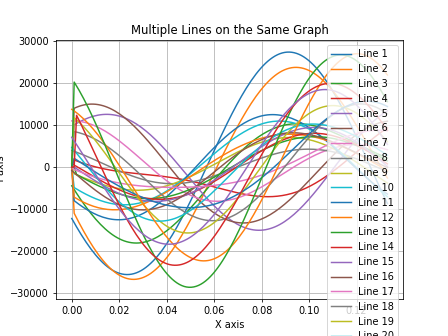 Multiple Lines on the Same Graph
30000
20000
10000
0
−10000
−20000
−30000
0.00
0.02
0.04
0.06
0.08
0.10
X axis
Line 1
Line 2
Line 3
Line 4
Line 5
Line 6
Line 7
Line 8
Line 9
Line 10
Line 11
Line 12
Line 13
Line 14
Line 15
Line 16
Line 17
Line 18
Line 19
Line 20